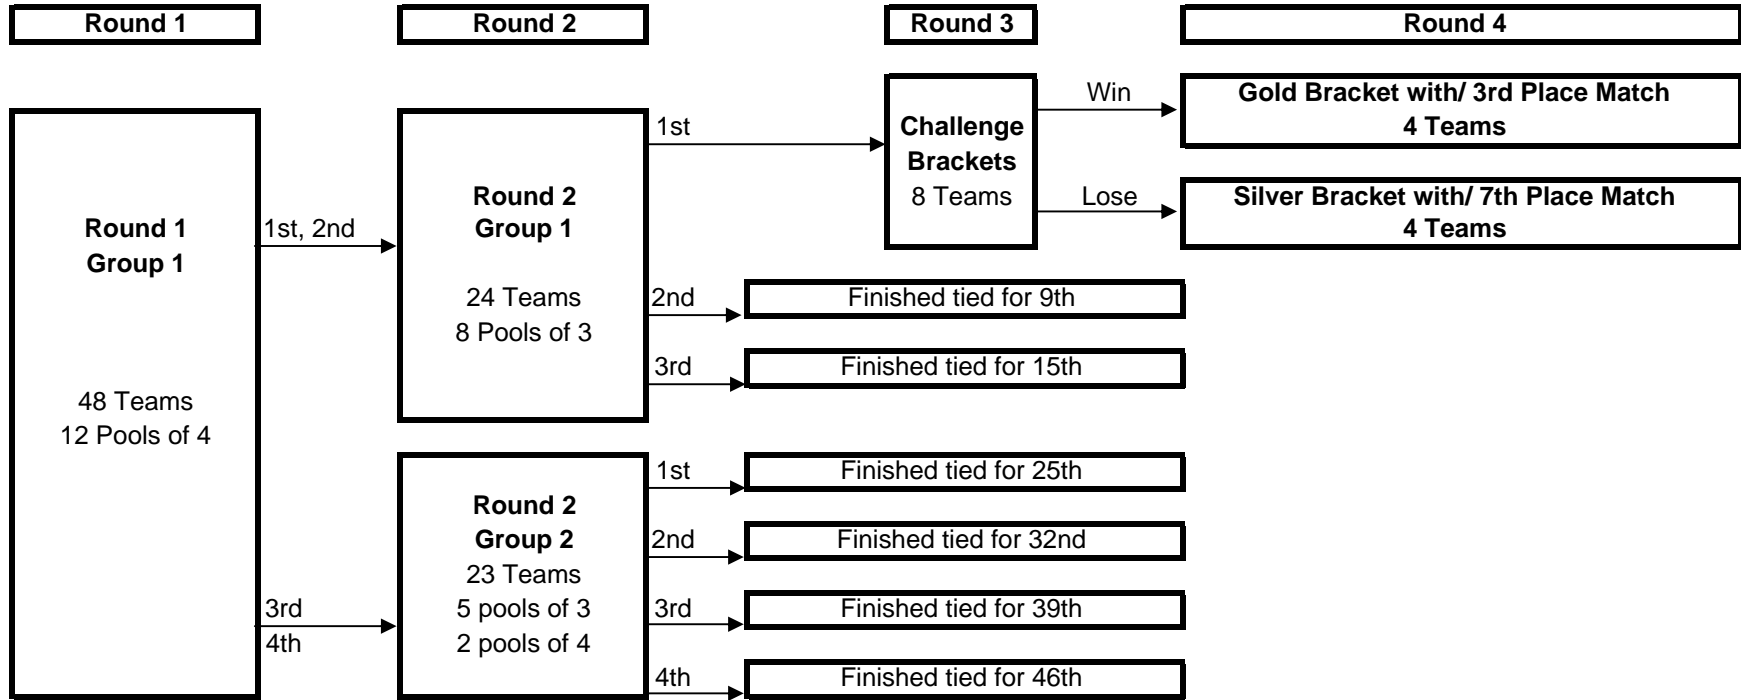 Round 1
Round 2
Round 3
Round 4
Round 1
Group 1
48 Teams
12 Pools of 4
1st, 2nd
3rd
4th
Round 2
Group 1
24 Teams
8 Pools of 3
1st
2nd
3rd
Challenge
Brackets
8 Teams
Win
Lose
Gold Bracket with/ 3rd Place Match
4 Teams
Silver Bracket with/ 7th Place Match
4 Teams
Finished tied for 9th
Finished tied for 15th
Round 2
Group 2
23 Teams
5 pools of 3
2 pools of 4
1st
Finished tied for 25th
2nd
Finished tied for 32nd
3rd
Finished tied for 39th
4th
Finished tied for 46th